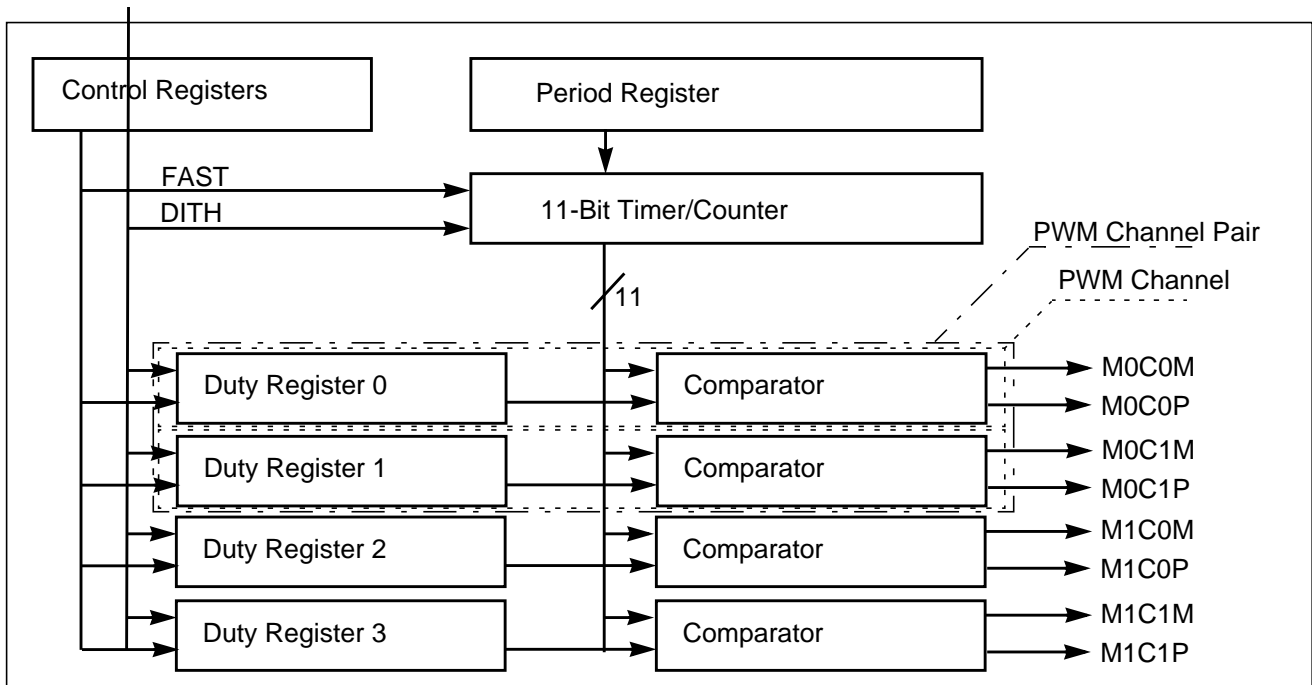 Control Registers
Period Register
FAST
DITH
11-Bit Timer/Counter
PWM Channel Pair
PWM Channel
11
Duty Register 0
Comparator
M0C0M
M0C0P
Duty Register 1
Comparator
M0C1M
M0C1P
Duty Register 2
Comparator
M1C0M
M1C0P
Duty Register 3
Comparator
M1C1M
M1C1P